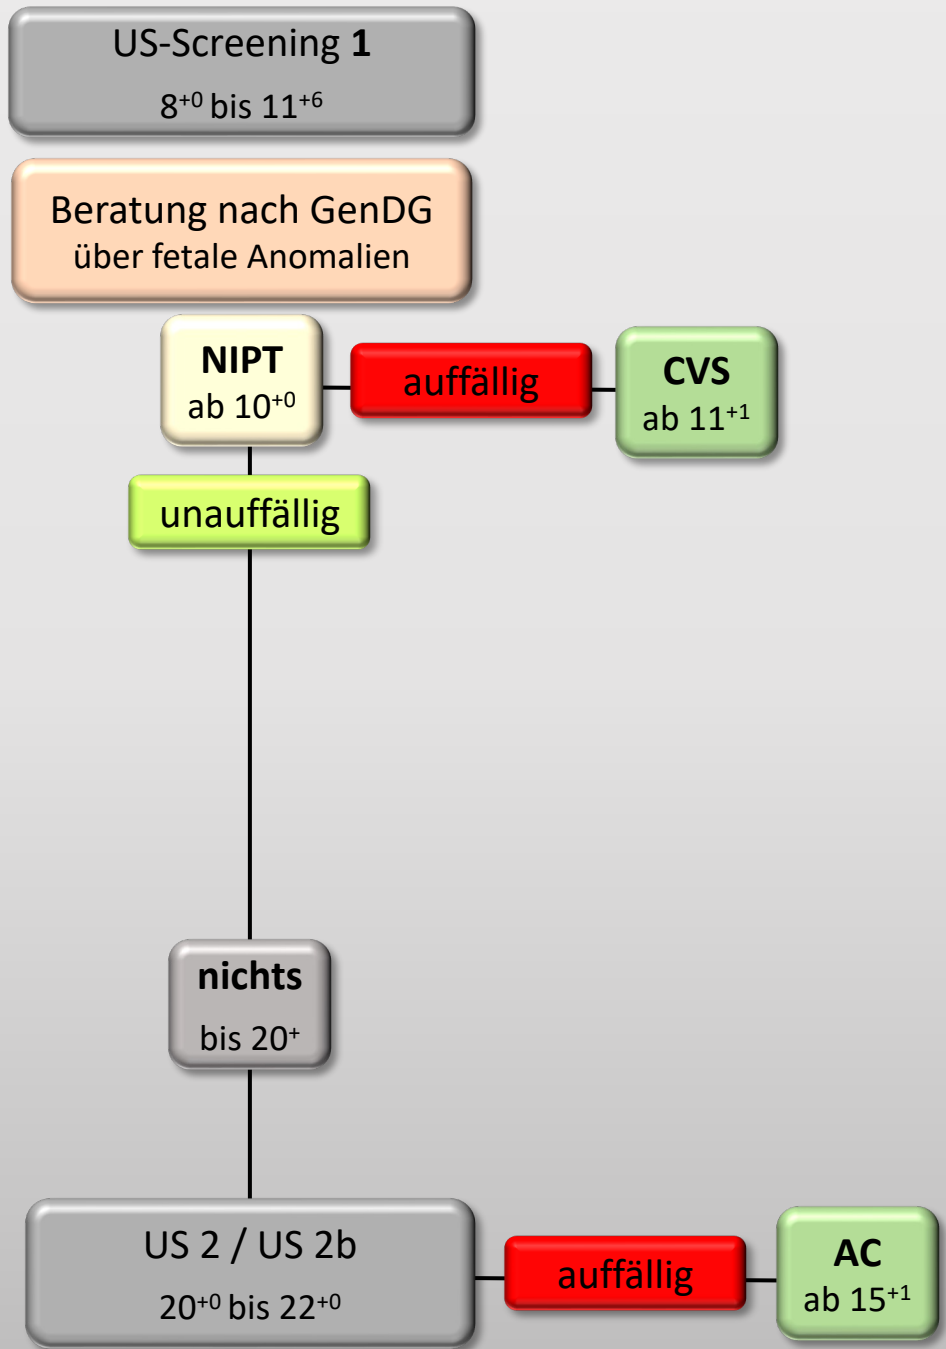 US-Screening 1
8⁺⁰ bis 11⁺⁶
Beratung nach GenDG
über fetale Anomalien
NIPT
ab 10⁺⁰
auffällig
CVS
ab 11⁺¹
unauffällig
nichts
bis 20⁺
US 2 / US 2b
20⁺⁰ bis 22⁺⁰
auffällig
AC
ab 15⁺¹